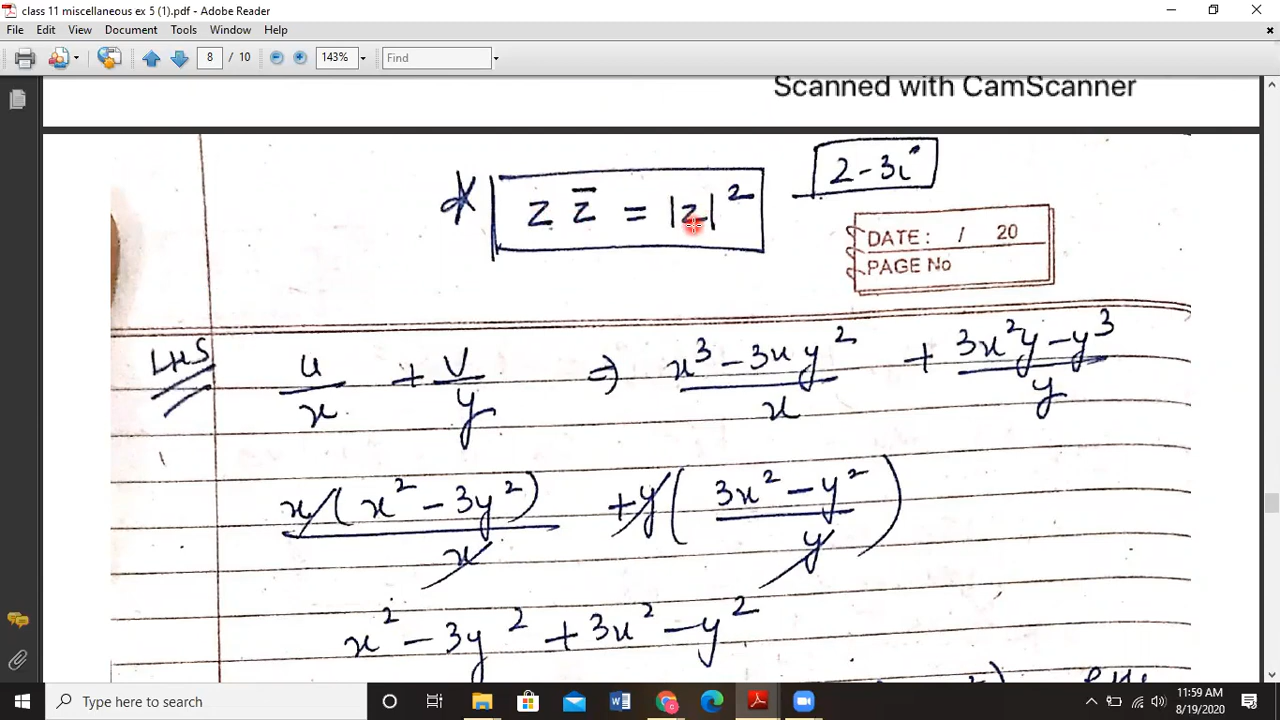 class 11 miscellaneous ex 5 (1).pdf - Adobe Reader
File Edit View Document Tools Window Help
8 / 10 143% Find
Scanned with CamScanner
2-3i
z z̄ = |z|²
DATE: / 20
PAGE No
LHS u/x + v/y ⇒ (x³ - 3xy²)/x + (3x²y - y³)/y
x(x² - 3y²)/x + y((3x² - y²)/y)
x² - 3y² + 3x² - y²
Type here to search
11:59 AM
8/19/2020